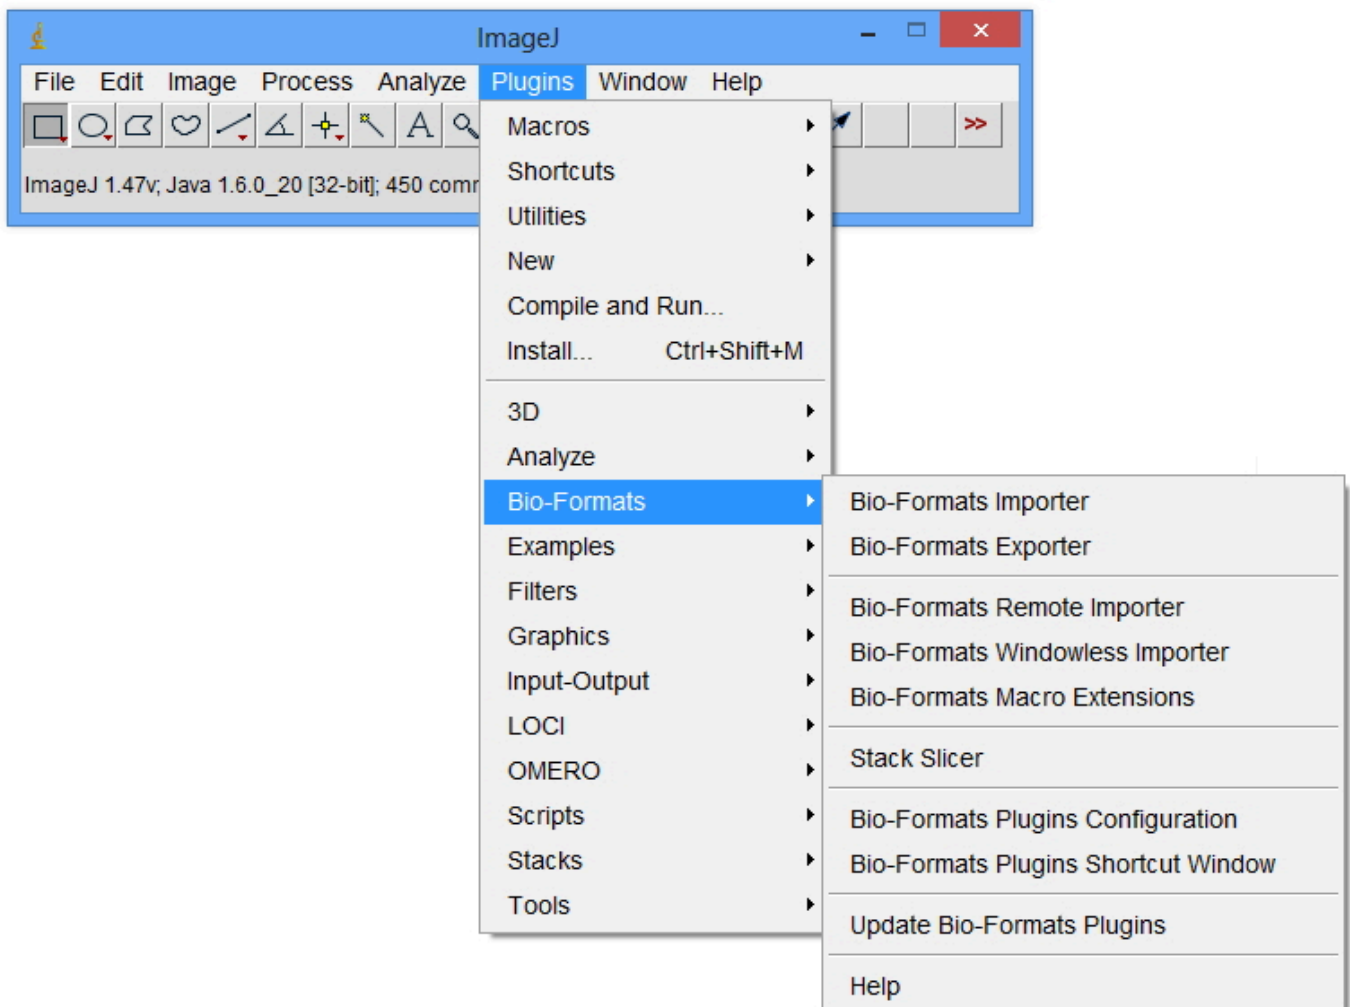 ImageJ
File Edit Image Process Analyze Plugins Window Help
ImageJ 1.47v; Java 1.6.0_20 [32-bit]; 450
Macros
Shortcuts
Utilities
New
Compile and Run...
Install... Ctrl+Shift+M
3D
Analyze
Bio-Formats
Examples
Filters
Graphics
Input-Output
LOCI
OMERO
Scripts
Stacks
Tools
Bio-Formats Importer
Bio-Formats Exporter
Bio-Formats Remote Importer
Bio-Formats Windowless Importer
Bio-Formats Macro Extensions
Stack Slicer
Bio-Formats Plugins Configuration
Bio-Formats Plugins Shortcut Window
Update Bio-Formats Plugins
Help